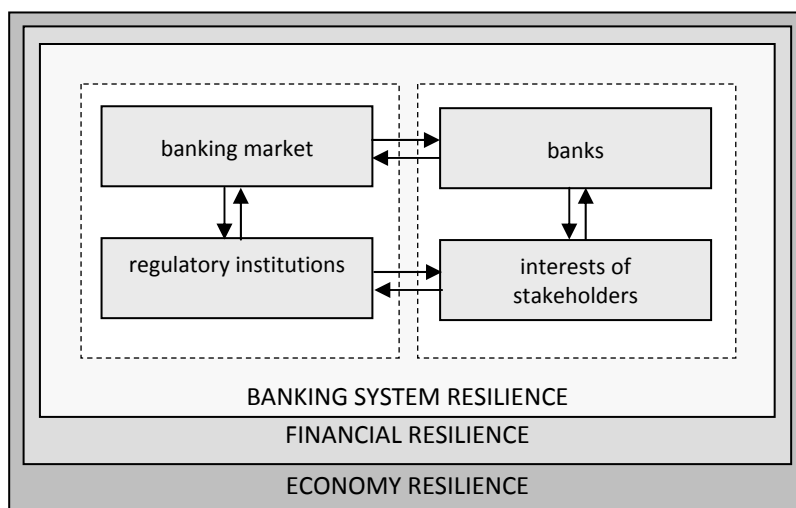 banking market
banks
regulatory institutions
interests of
stakeholders
BANKING SYSTEM RESILIENCE
FINANCIAL RESILIENCE
ECONOMY RESILIENCE